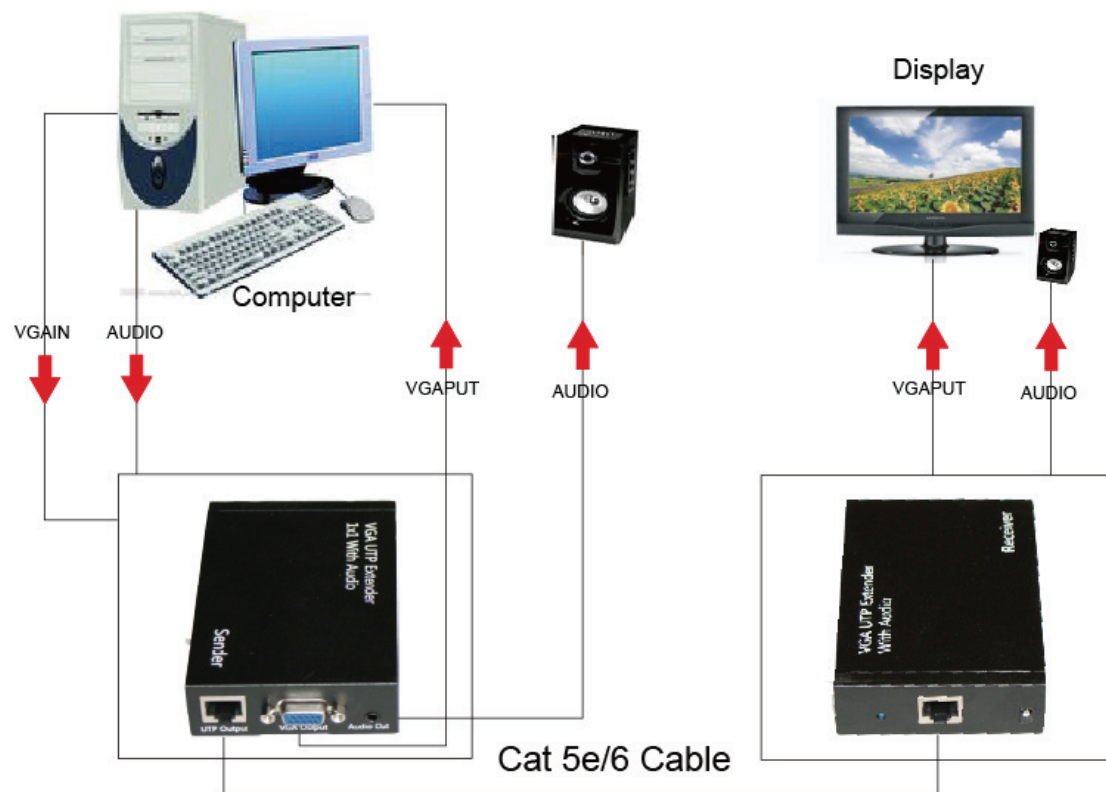 Display
Computer
VGAIN
AUDIO
VGAPUT
AUDIO
VGAPUT
AUDIO
VGA UTP Extender
1x1 With Audio
Sender
UTP Output
VGA Output
Audio Out
Receiver
VGA UTP Extender
With Audio
Cat 5e/6 Cable